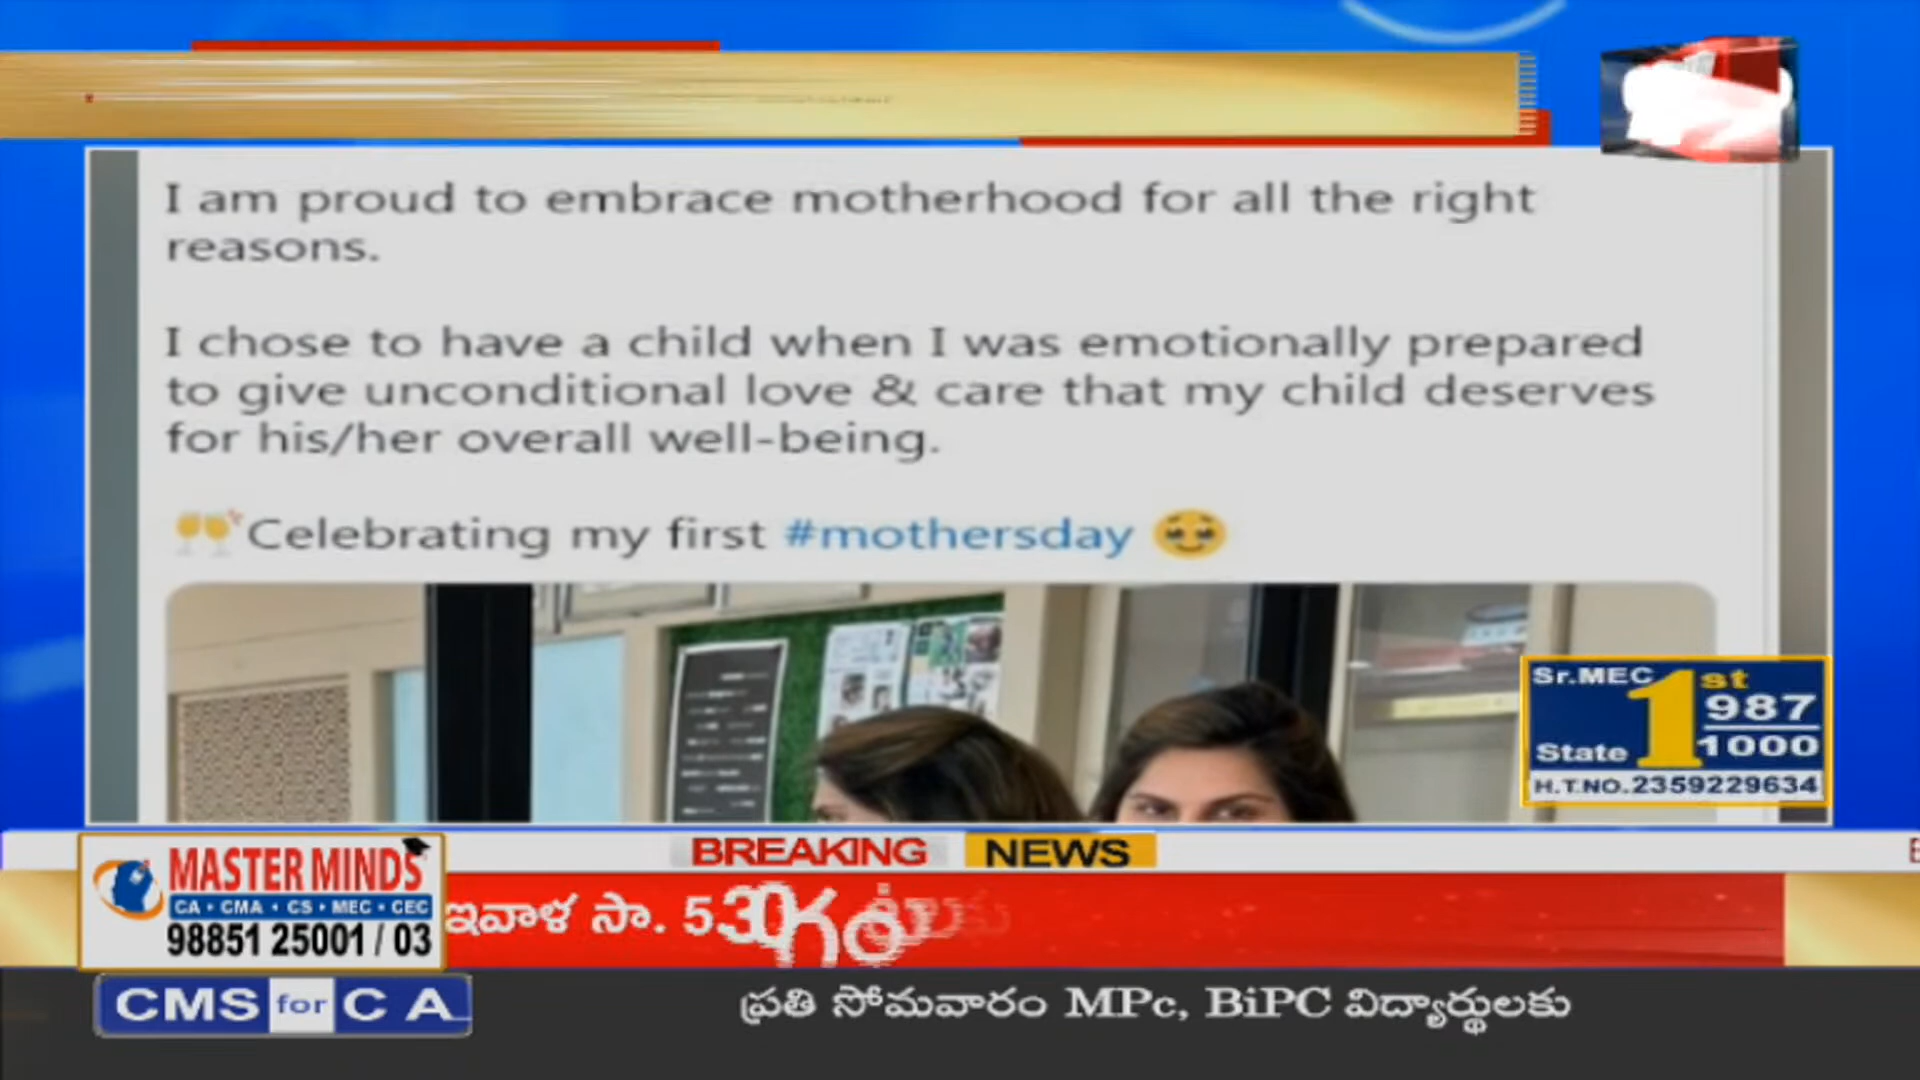 I am proud to embrace motherhood for all the right
reasons.
I chose to have a child when I was emotionally prepared
to give unconditional love & care that my child deserves
for his/her overall well-being.
🥂Celebrating my first #mothersday 🥹
Sr.MEC
State
1st
987
1000
H.T.NO.2359229634
BREAKING NEWS
MASTER MINDS
CA • CMA • CS • MEC • CEC
98851 25001 / 03
ఇవాళ సా. 5.30గం
CMS for CA
ప్రతి సోమవారం MPc, BiPC విద్యార్థులకు